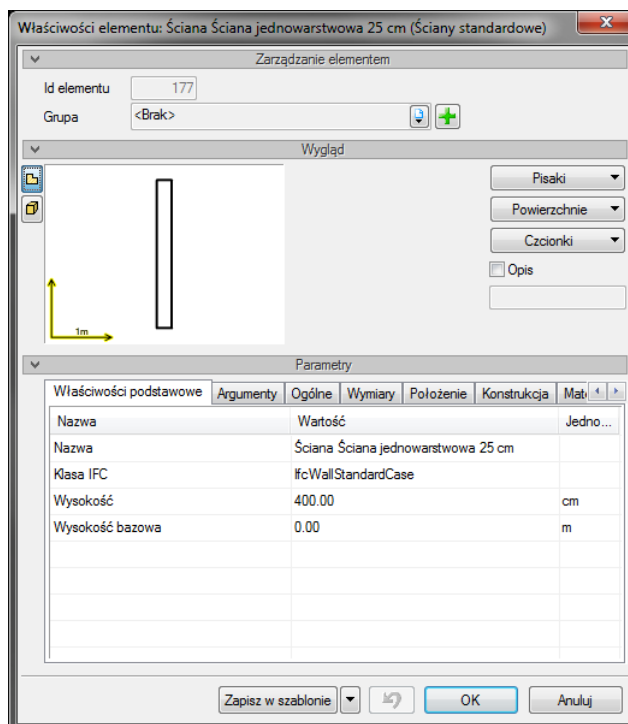 Właściwości elementu: Ściana Ściana jednowarstwowa 25 cm (Ściany standardowe)
Zarządzanie elementem
Id elementu 177
Grupa <Brak>
Wygląd
Pisaki
Powierzchnie
Czcionki
Opis
1m
Parametry
Właściwości podstawowe Argumenty Ogólne Wymiary Położenie Konstrukcja Mat
Nazwa Wartość Jedno...
Nazwa Ściana Ściana jednowarstwowa 25 cm
Klasa IFC IfcWallStandardCase
Wysokość 400.00 cm
Wysokość bazowa 0.00 m
Zapisz w szablonie OK Anuluj